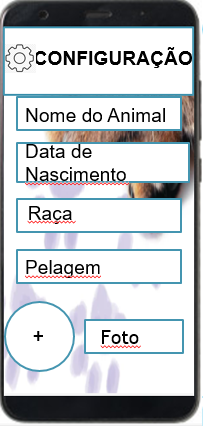 CONFIGURAÇÃO
Nome do Animal
Data de
Nascimento
Raça
Pelagem
+
Foto